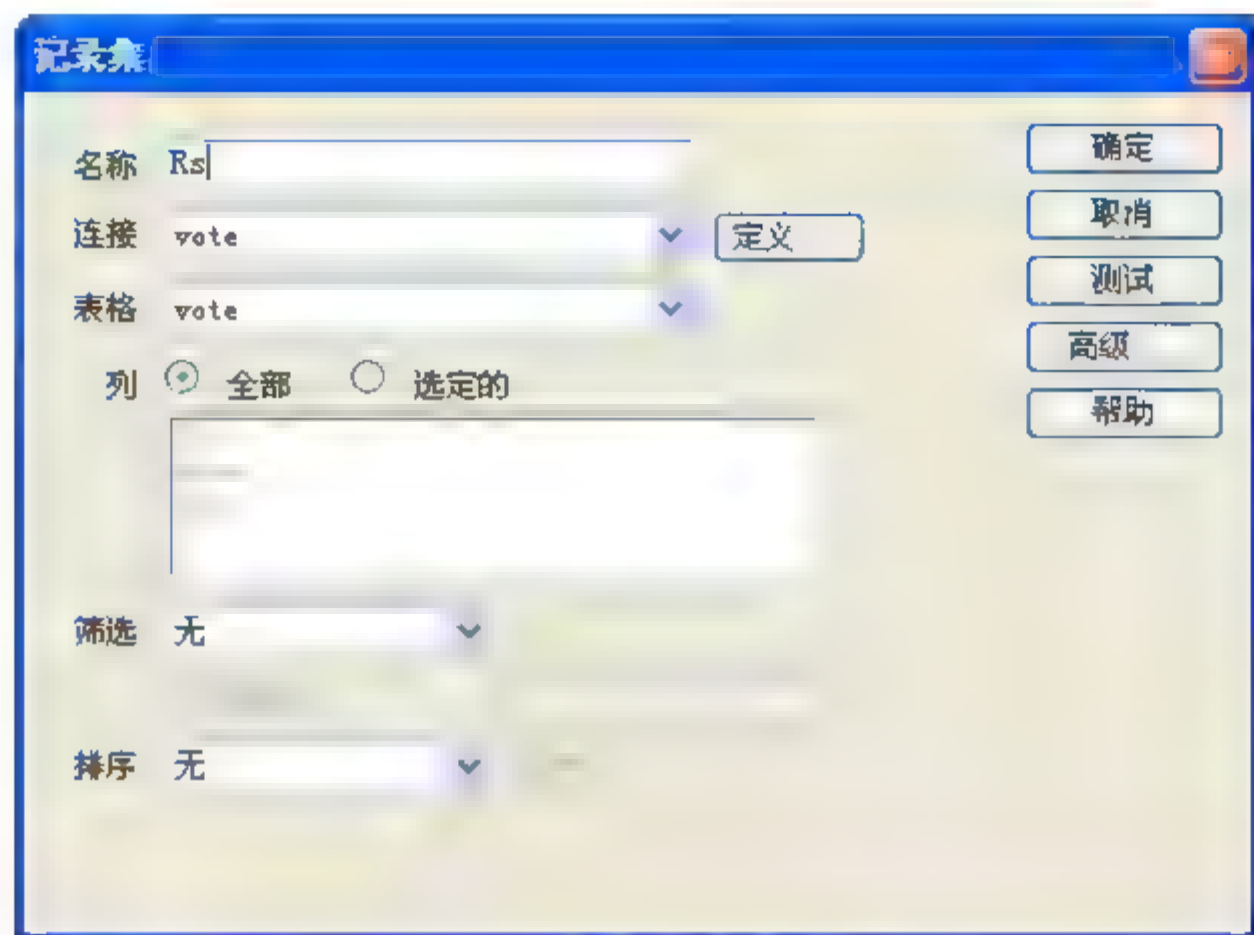 记录集
名称 Rs
连接 vote 定义
表格 vote
列 全部 选定的
筛选 无
排序 无
确定
取消
测试
高级
帮助